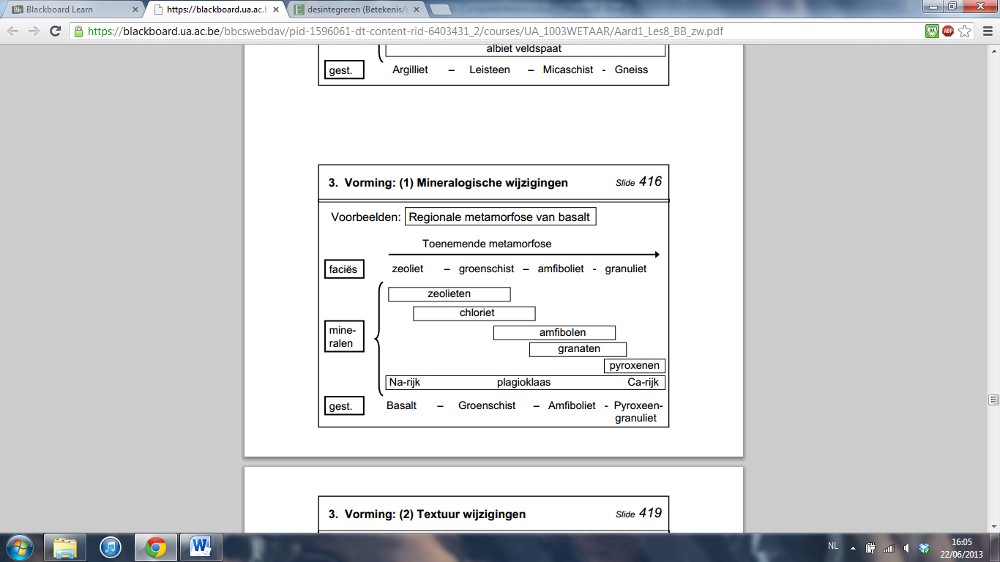 Blackboard Learn
https://blackboard.ua.ac.b
desintegreren (Betekenis/
https://blackboard.ua.ac.be/bbcswebdav/pid-1596061-dt-content-rid-6403431_2/courses/UA_1003WETAAR/Aard1_Les8_BB_zw.pdf
albiet veldspaat
gest. Argilliet – Leisteen – Micaschist - Gneiss
3. Vorming: (1) Mineralogische wijzigingen Slide 416
Voorbeelden: Regionale metamorfose van basalt
Toenemende metamorfose
faciës zeoliet – groenschist – amfiboliet - granuliet
zeolieten
chloriet
mine-
ralen
amfibolen
granaten
pyroxenen
Na-rijk plagioklaas Ca-rijk
gest. Basalt – Groenschist – Amfiboliet - Pyroxeen-
granuliet
3. Vorming: (2) Textuur wijzigingen Slide 419
NL
16:05
22/06/2013